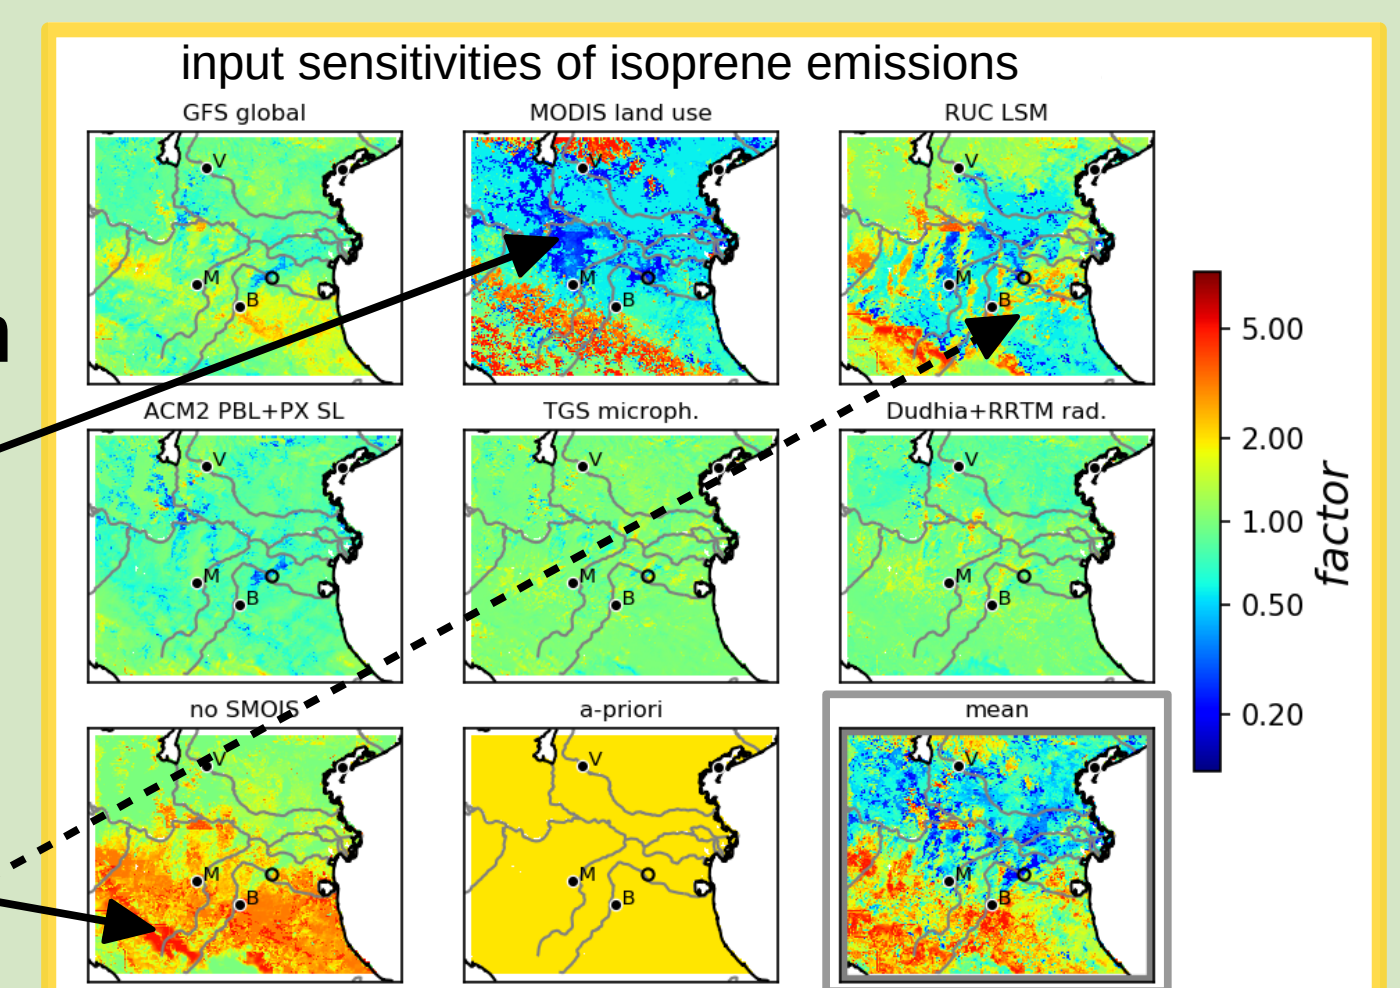 input sensitivities of isoprene emissions
GFS global
MODIS land use
RUC LSM
V
M
B
V
M
B
V
M
B
n
ACM2 PBL+PX SL
TGS microph.
Dudhia+RRTM rad.
V
M
B
V
M
B
V
M
B
no SMOIS
a-priori
mean
V
M
B
V
M
B
V
M
B
5.00
2.00
1.00
0.50
0.20
factor